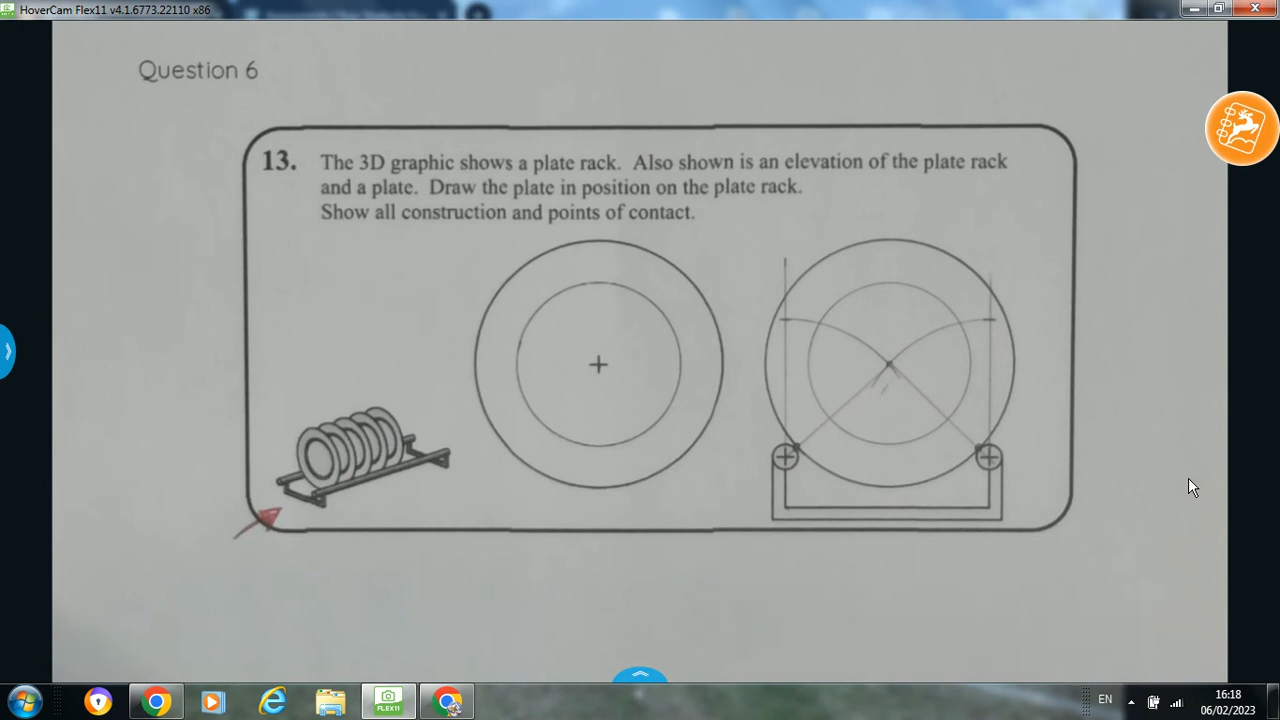 HoverCam Flex11 v4.1.6773.22110 x86
Question 6
13. The 3D graphic shows a plate rack. Also shown is an elevation of the plate rack
and a plate. Draw the plate in position on the plate rack.
Show all construction and points of contact.
FLEX11
EN
16:18
06/02/2023